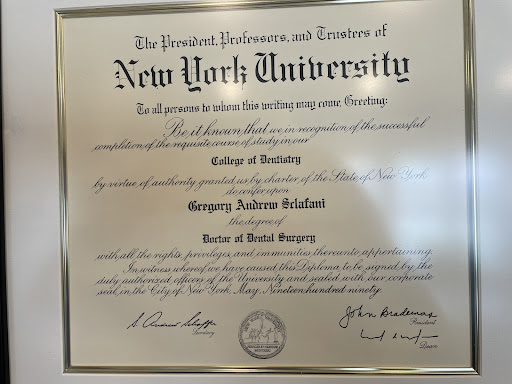 The President, Professors, and Trustees of
New York University
To all persons to whom this writing may come, Greeting:
Be it known that we in recognition of the successful
completion of the requisite course of study in our
College of Dentistry
by virtue of authority granted us by charter of the State of New York
do confer upon
Gregory Andrew Sclafani
the degree of
Doctor of Dental Surgery
with all the rights, privileges, and immunities thereunto appertaining
In witness whereof we have caused this Diploma to be signed by the
duly authorized officers of the University and sealed with our corporate
seal in the City of New York, May, Nineteen hundred ninety.
S. Andrew Schaffer
Secretary
John Brademas
President
Dean